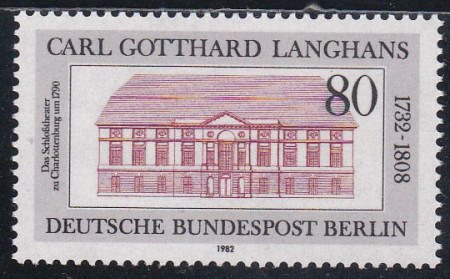 CARL GOTTHARD LANGHANS
Das Schloßtheater
zu Charlottenburg um 1790
80
1732-1808
DEUTSCHE BUNDESPOST BERLIN
1982